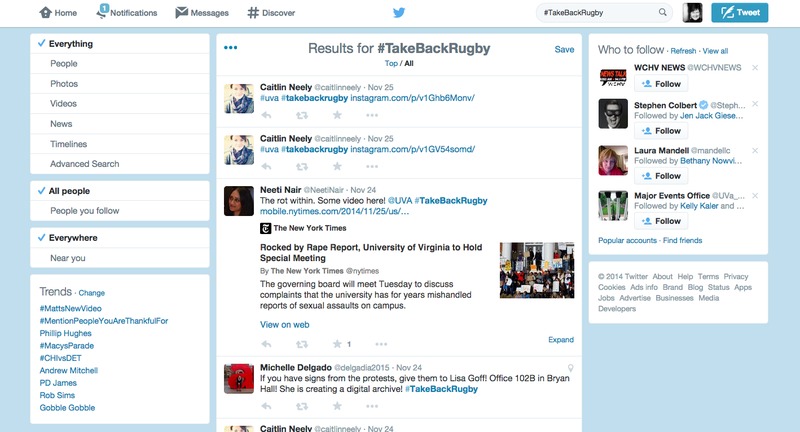 Home
1
Notifications
Messages
# Discover
#TakeBackRugby
Tweet
Everything
People
Photos
Videos
News
Timelines
Advanced Search
All people
People you follow
Everywhere
Near you
Trends · Change
#MattsNewVideo
#MentionPeopleYouAreThankfulFor
Phillip Hughes
#MacysParade
#CHIvsDET
Andrew Mitchell
PD James
Rob Sims
Gobble Gobble
Results for #TakeBackRugby
Save
Top / All
Caitlin Neely @caitlinneely · Nov 25
#uva #takebackrugby instagram.com/p/v1Ghb6Monv/
Caitlin Neely @caitlinneely · Nov 25
#uva #takebackrugby instagram.com/p/v1GV54somd/
Neeti Nair @NeetiNair · Nov 24
The rot within. Some video here! @UVA #TakeBackRugby
mobile.nytimes.com/2014/11/25/us/...
The New York Times
Rocked by Rape Report, University of Virginia to Hold
Special Meeting
By The New York Times @nytimes
The governing board will meet Tuesday to discuss
complaints that the university has for years mishandled
reports of sexual assaults on campus.
View on web
1
Expand
Michelle Delgado @delgadia2015 · Nov 24
If you have signs from the protests, give them to Lisa Goff! Office 102B in Bryan
Hall! She is creating a digital archive! #TakeBackRugby
Caitlin Neely @caitlinneely · Nov 24
Who to follow · Refresh · View all
WCHV NEWS @WCHVNEWS
NEWS TALK
Follow
Stephen Colbert @Steph...
Followed by Jen Jack Giese...
Follow
Laura Mandell @mandellc
Followed by Bethany Nowvi...
Follow
Major Events Office @UVa_...
Followed by Kelly Kaler and ...
Follow
Popular accounts · Find friends
© 2014 Twitter About Help Terms Privacy
Cookies Ads info Brand Blog Status Apps
Jobs Advertise Businesses Media
Developers